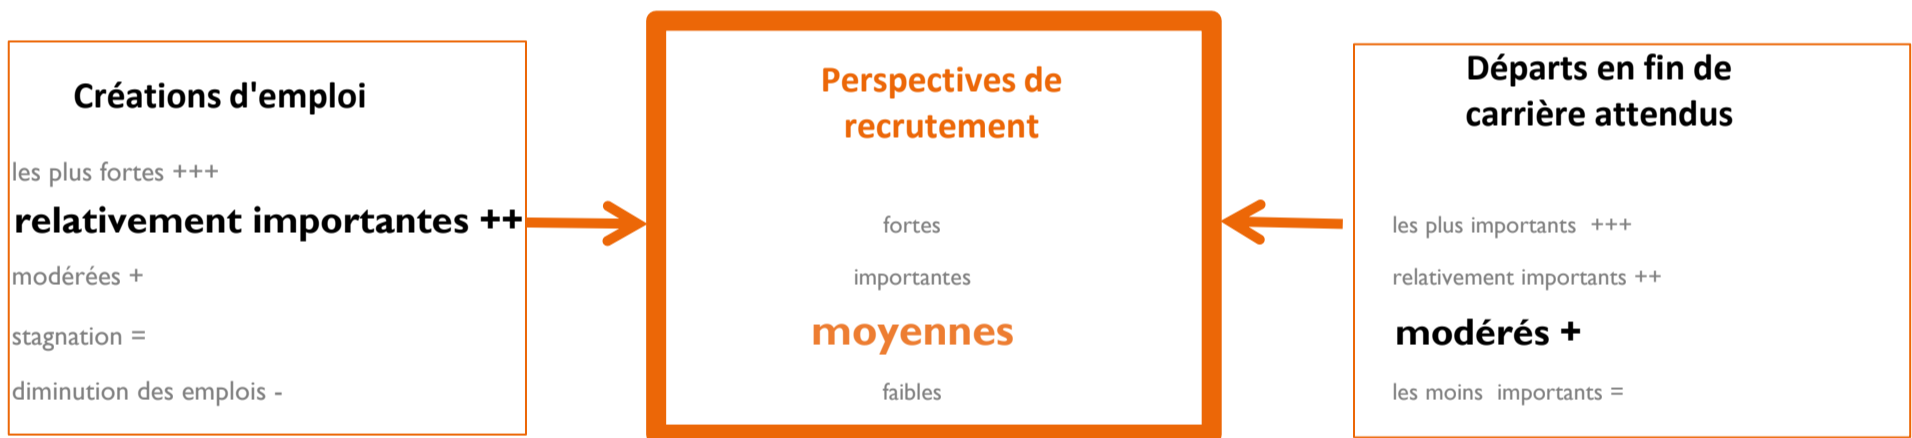 Créations d'emploi
les plus fortes +++
relativement importantes ++
modérées +
stagnation =
diminution des emplois -
Perspectives de
recrutement
fortes
importantes
moyennes
faibles
Départs en fin de
carrière attendus
les plus importants +++
relativement importants ++
modérés +
les moins importants =